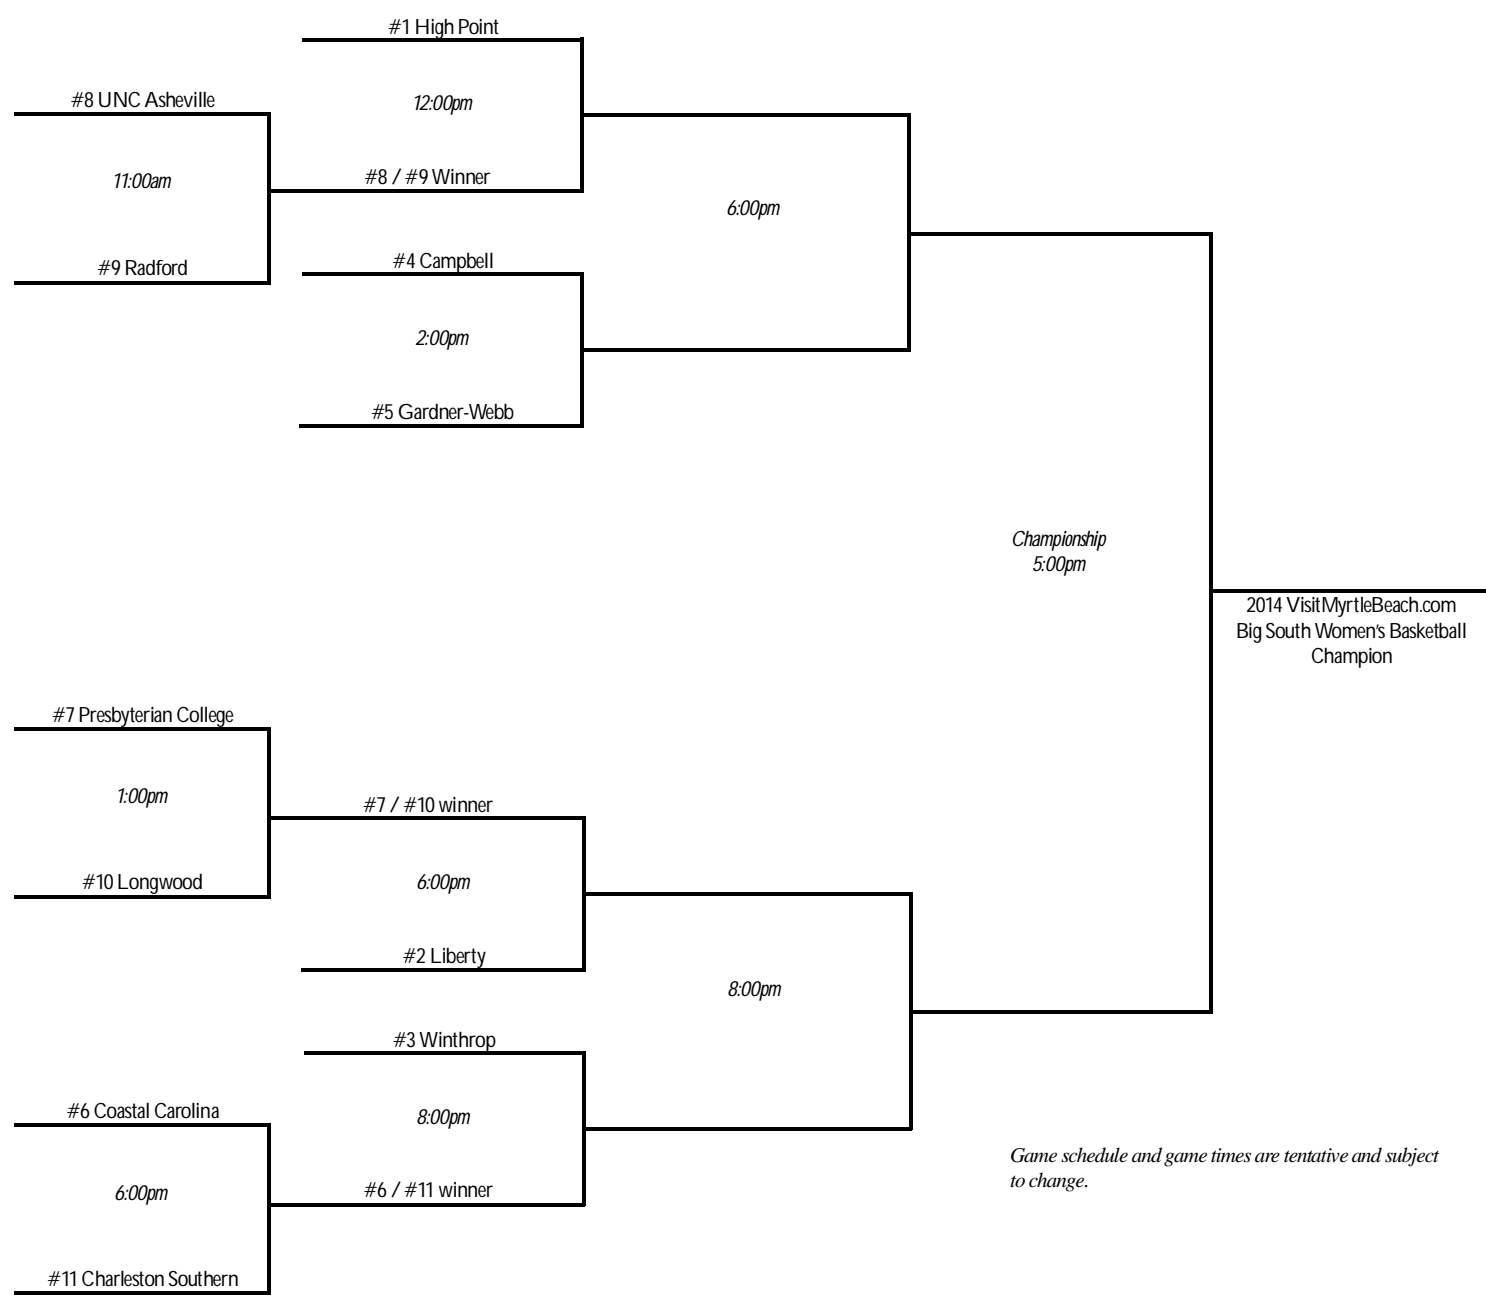 #1 High Point
#8 UNC Asheville
12:00pm
11:00am
#8 / #9 Winner
6:00pm
#9 Radford
#4 Campbell
2:00pm
#5 Gardner-Webb
Championship
5:00pm
2014 VisitMyrtleBeach.com
Big South Women's Basketball
Champion
#7 Presbyterian College
1:00pm
#7 / #10 winner
#10 Longwood
6:00pm
#2 Liberty
8:00pm
#3 Winthrop
#6 Coastal Carolina
8:00pm
Game schedule and game times are tentative and subject
to change.
6:00pm
#6 / #11 winner
#11 Charleston Southern